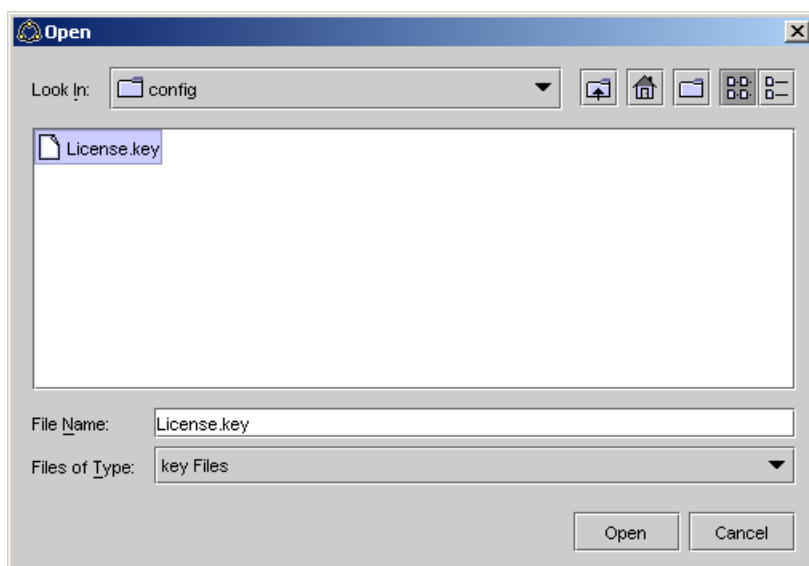 Open
Look In: config
License.key
File Name: License.key
Files of Type: key Files
Open Cancel